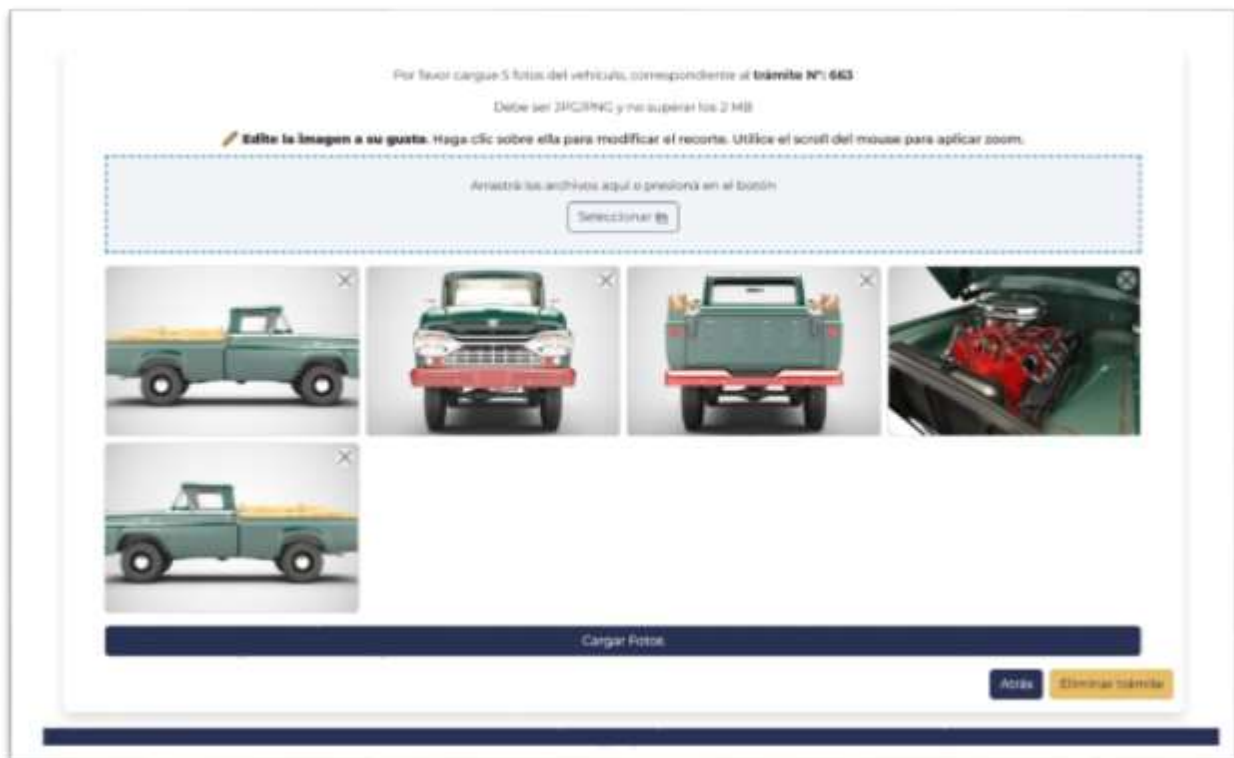 Por favor cargue 5 fotos del vehículo, correspondiente al trámite N°: 663
Debe ser JPG/PNG y no superar los 2 MB
Edite la imagen a su gusto. Haga clic sobre ella para modificar el recorte. Utilice el scroll del mouse para aplicar zoom.
Arrastrá los archivos aquí o presioná en el botón
Seleccionar
Cargar Fotos
Atrás
Eliminar trámite